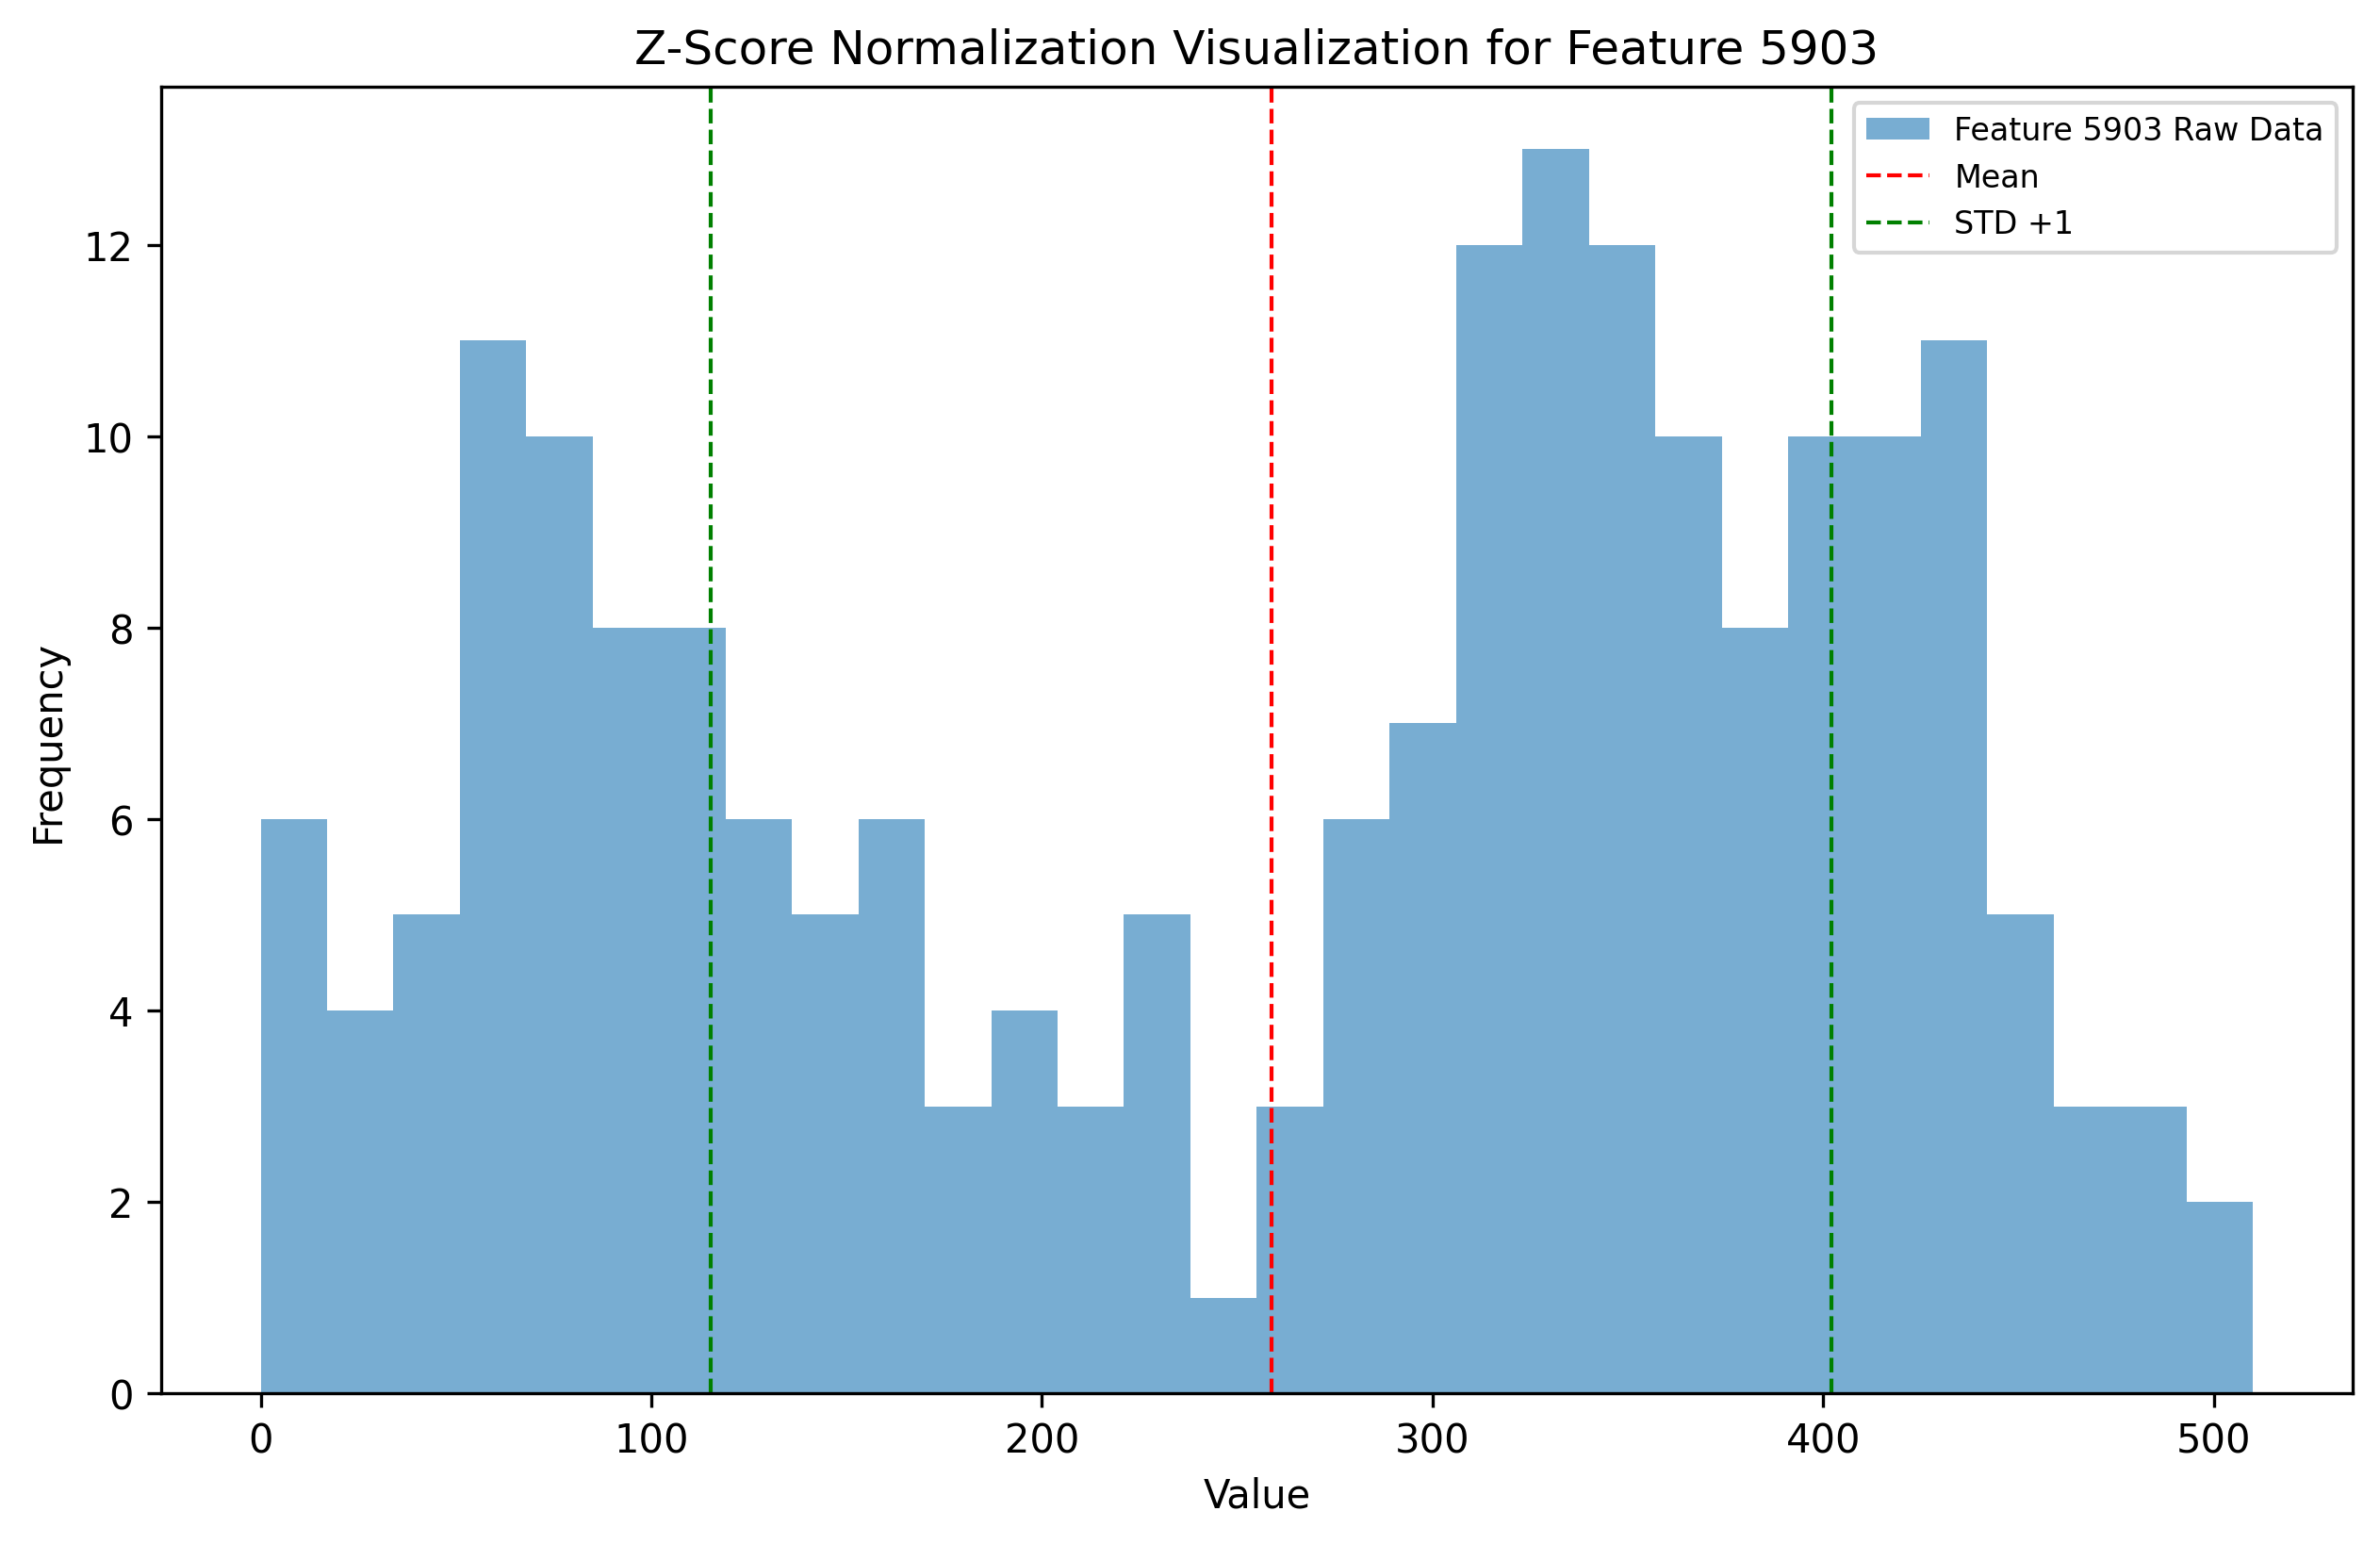 Z-Score Normalization Visualization for Feature 5903
Feature 5903 Raw Data
Mean
STD +1
Frequency
12
10
8
6
4
2
0
0 100 200 300 400 500
Value